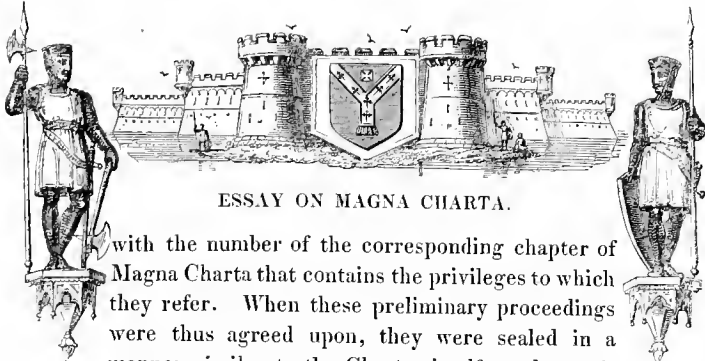 ESSAY ON MAGNA CHARTA.
with the number of the corresponding chapter of
Magna Charta that contains the privileges to which
they refer. When these preliminary proceedings
were thus agreed upon, they were sealed in a